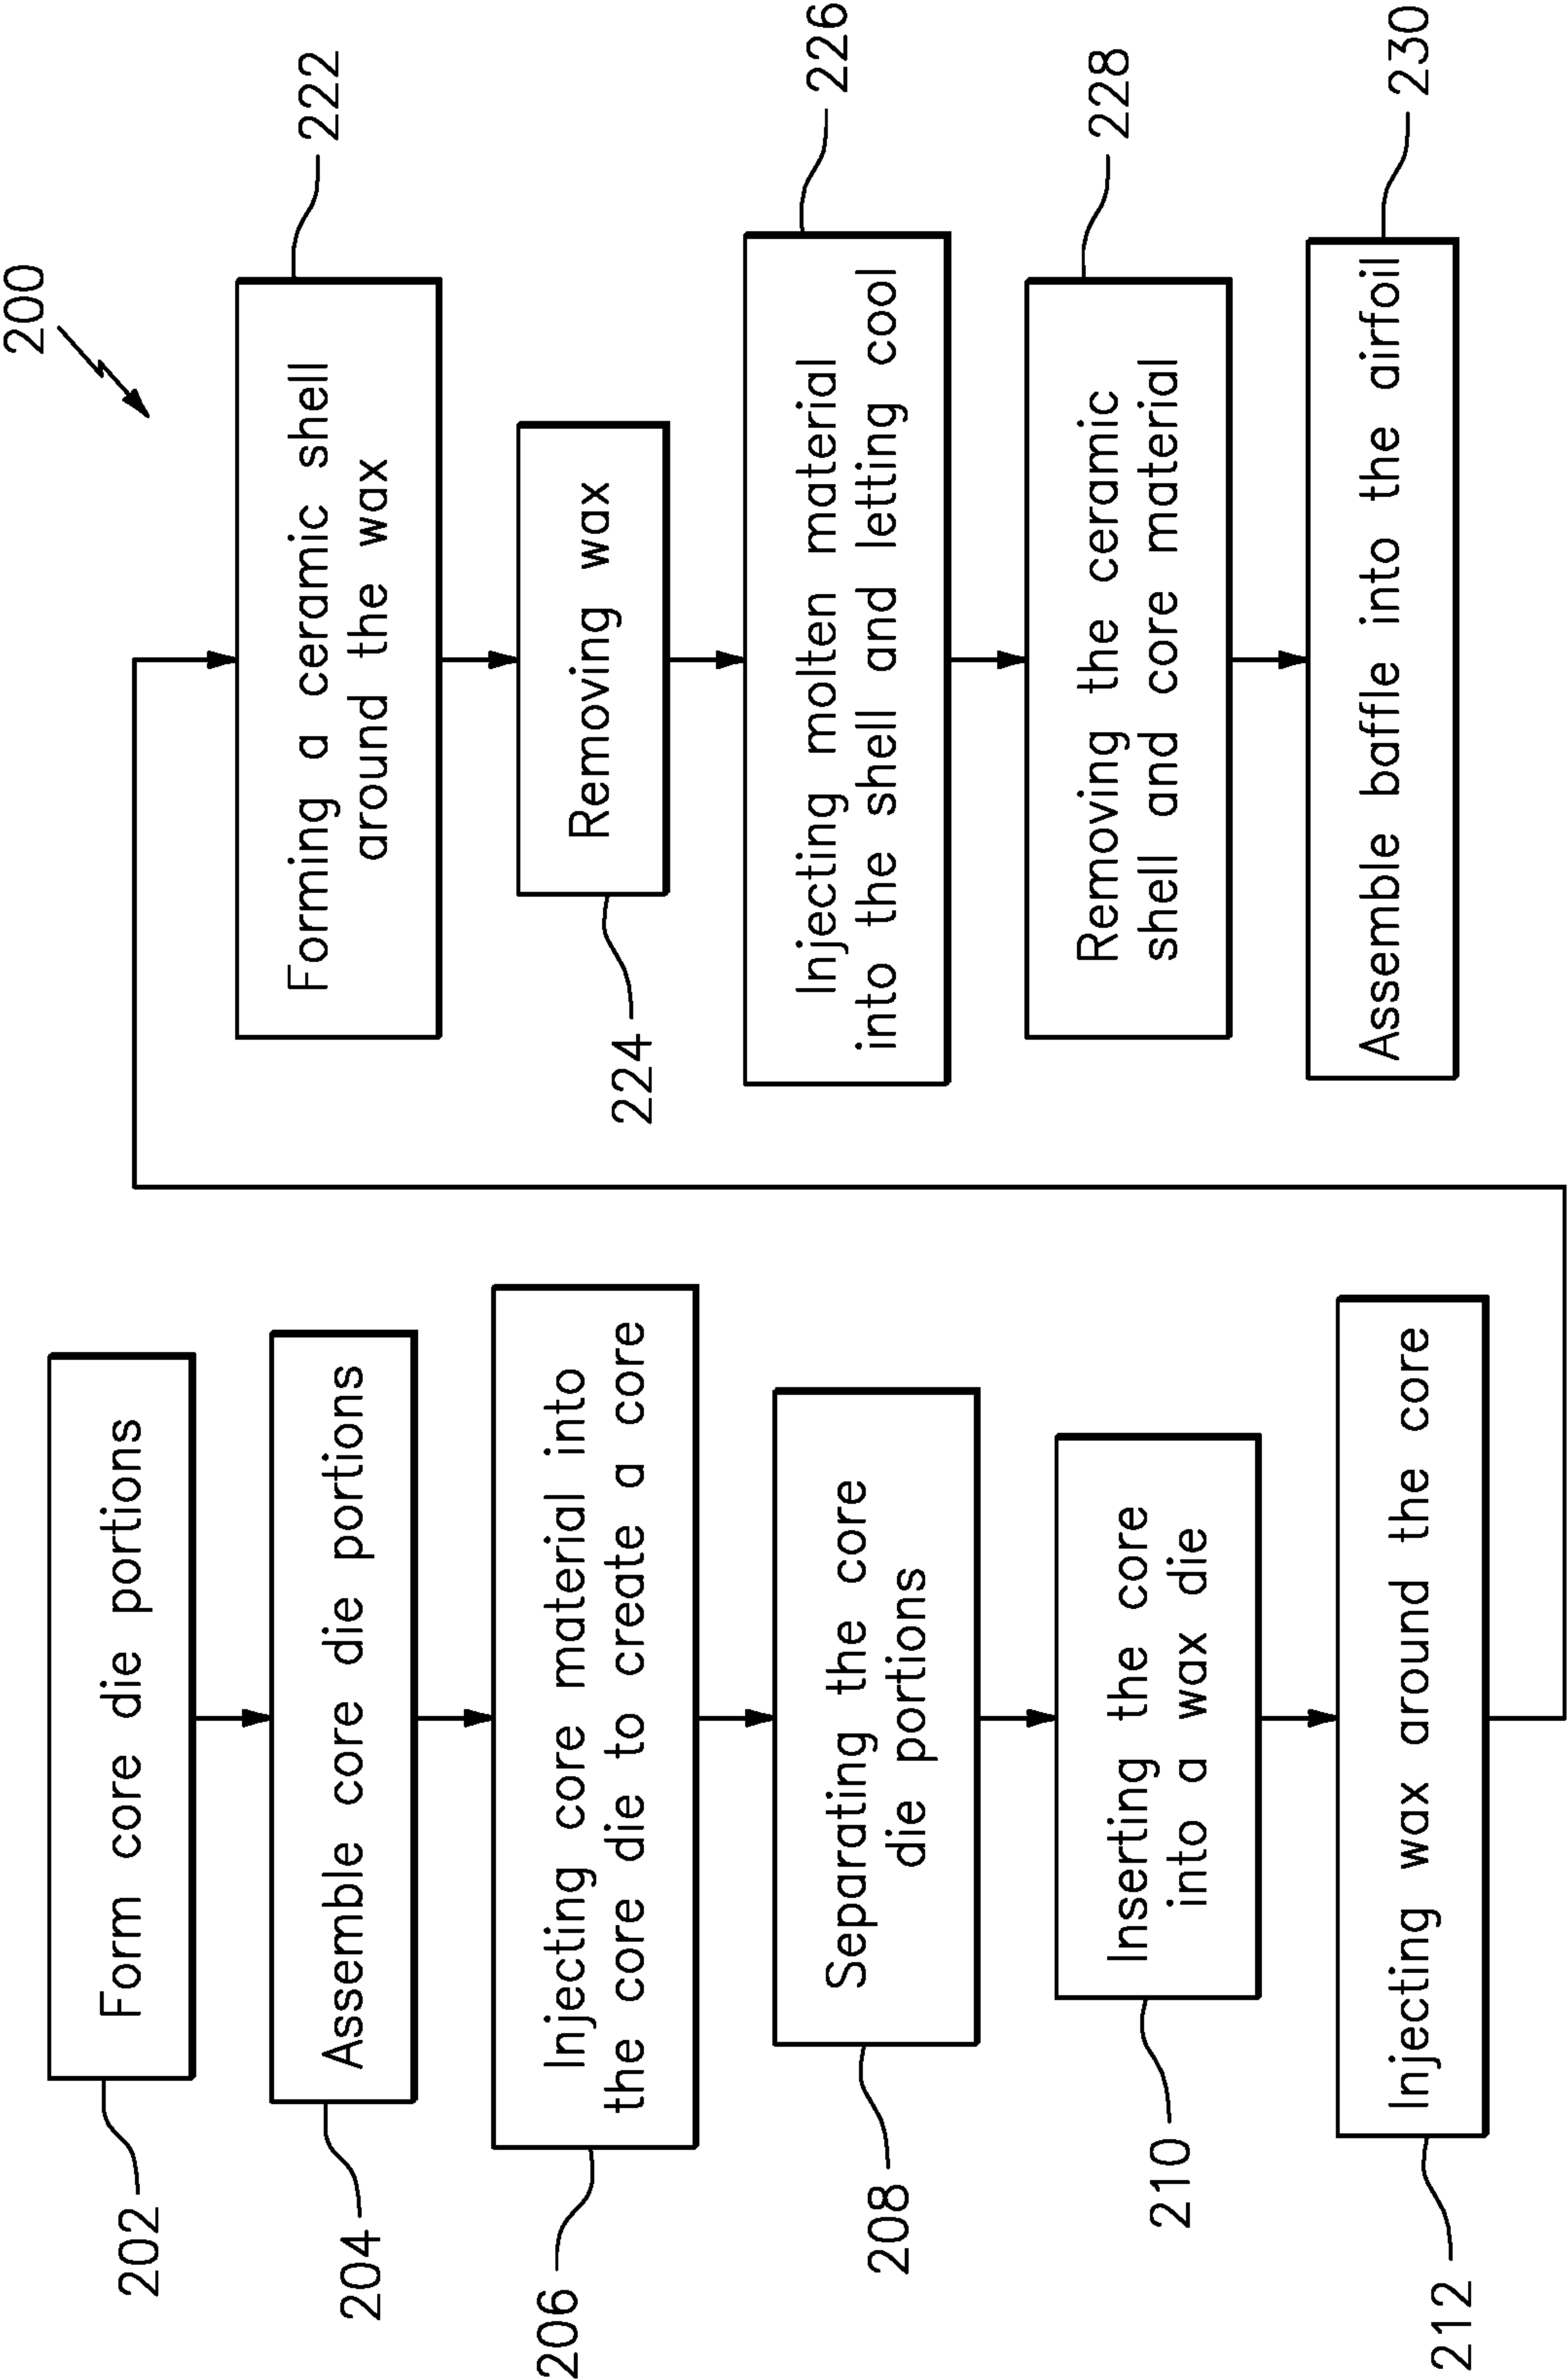 200
202
Form core die portions
204
Assemble core die portions
206
Injecting core material into
the core die to create a core
208
Separating the core
die portions
210
Inserting the core
into a wax die
212
Injecting wax around the core
222
Forming a ceramic shell
around the wax
224
Removing wax
226
Injecting molten material
into the shell and letting cool
228
Removing the ceramic
shell and core material
230
Assemble baffle into the airfoil